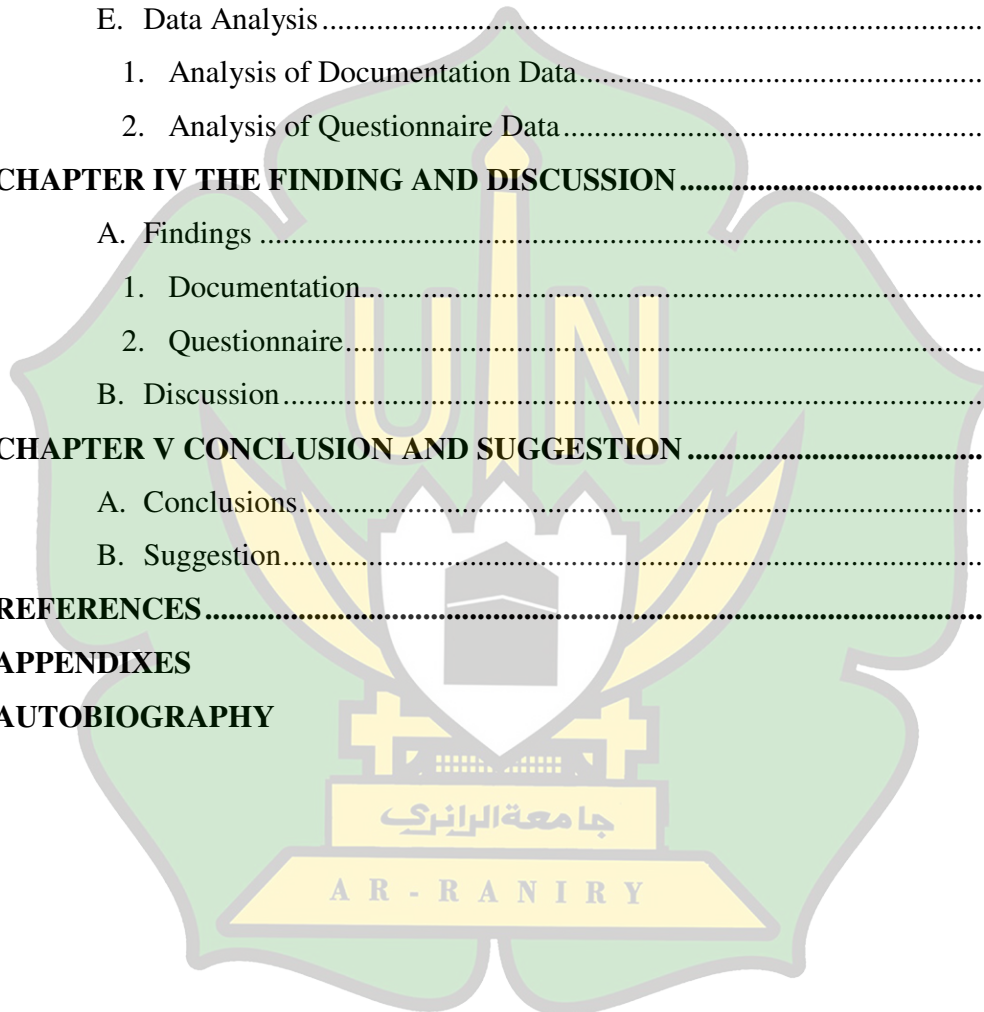 E. Data Analysis........................................................................
1. Analysis of Documentation Data........................................................
2. Analysis of Questionnaire Data........................................................
CHAPTER IV THE FINDING AND DISCUSSION.......................................
A. Findings ........................................................................
1. Documentation........................................................................
2. Questionnaire........................................................................
B. Discussion........................................................................
CHAPTER V CONCLUSION AND SUGGESTION.......................................
A. Conclusions........................................................................
B. Suggestion........................................................................
REFERENCES........................................................................
APPENDIXES
AUTOBIOGRAPHY
UIN
جامعةالرانري
AR-RANIRY